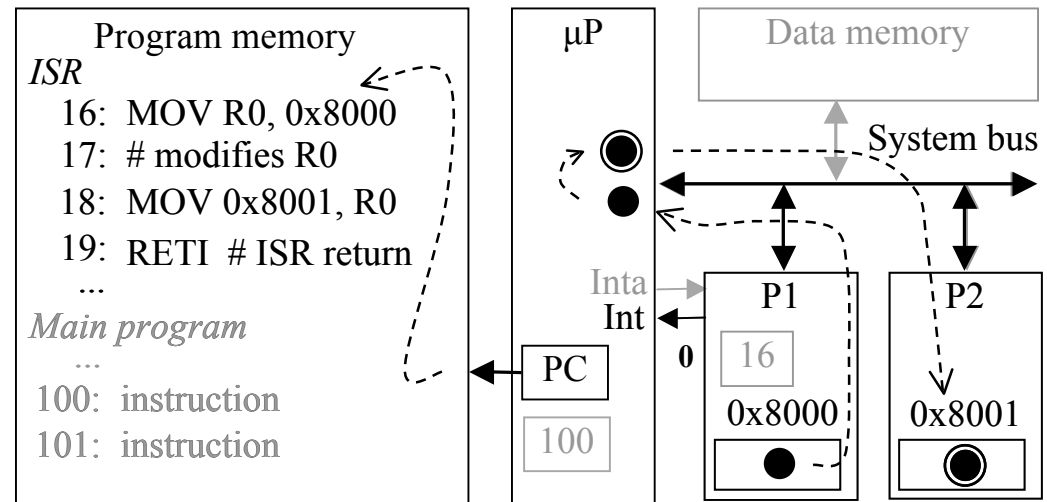 Program memory
ISR
16: MOV R0, 0x8000
17: # modifies R0
18: MOV 0x8001, R0
19: RETI # ISR return
...
Main program
...
100: instruction
101: instruction
μP
PC
100
Data memory
System bus
Inta
Int
0
P1
16
0x8000
P2
0x8001